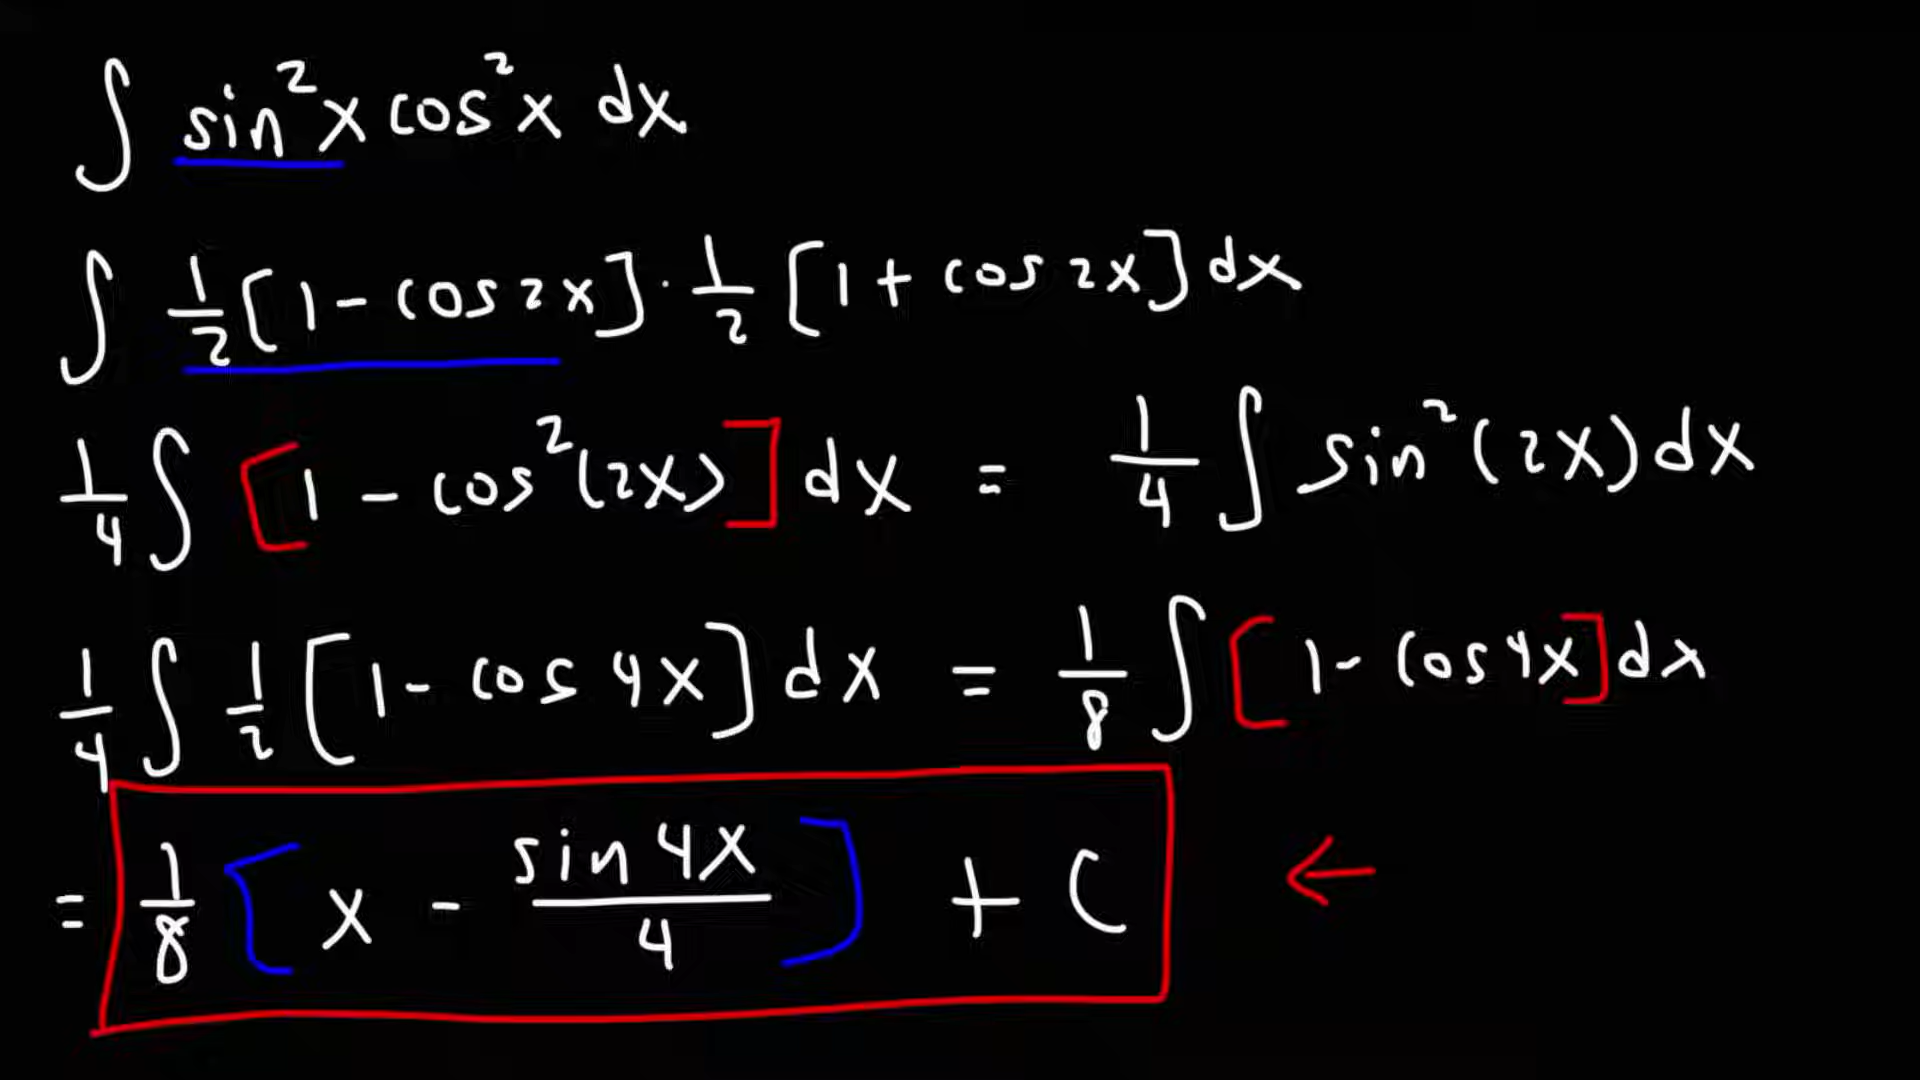 ∫ sin²x cos²x dx
∫ 1/2 [1 - cos 2x] · 1/2 [1 + cos 2x] dx
1/4 ∫ [1 - cos²(2x)] dx = 1/4 ∫ sin²(2x) dx
1/4 ∫ 1/2 [1 - cos 4x] dx = 1/8 ∫ [1 - cos 4x] dx
= 1/8 [x - sin 4x / 4] + C ←